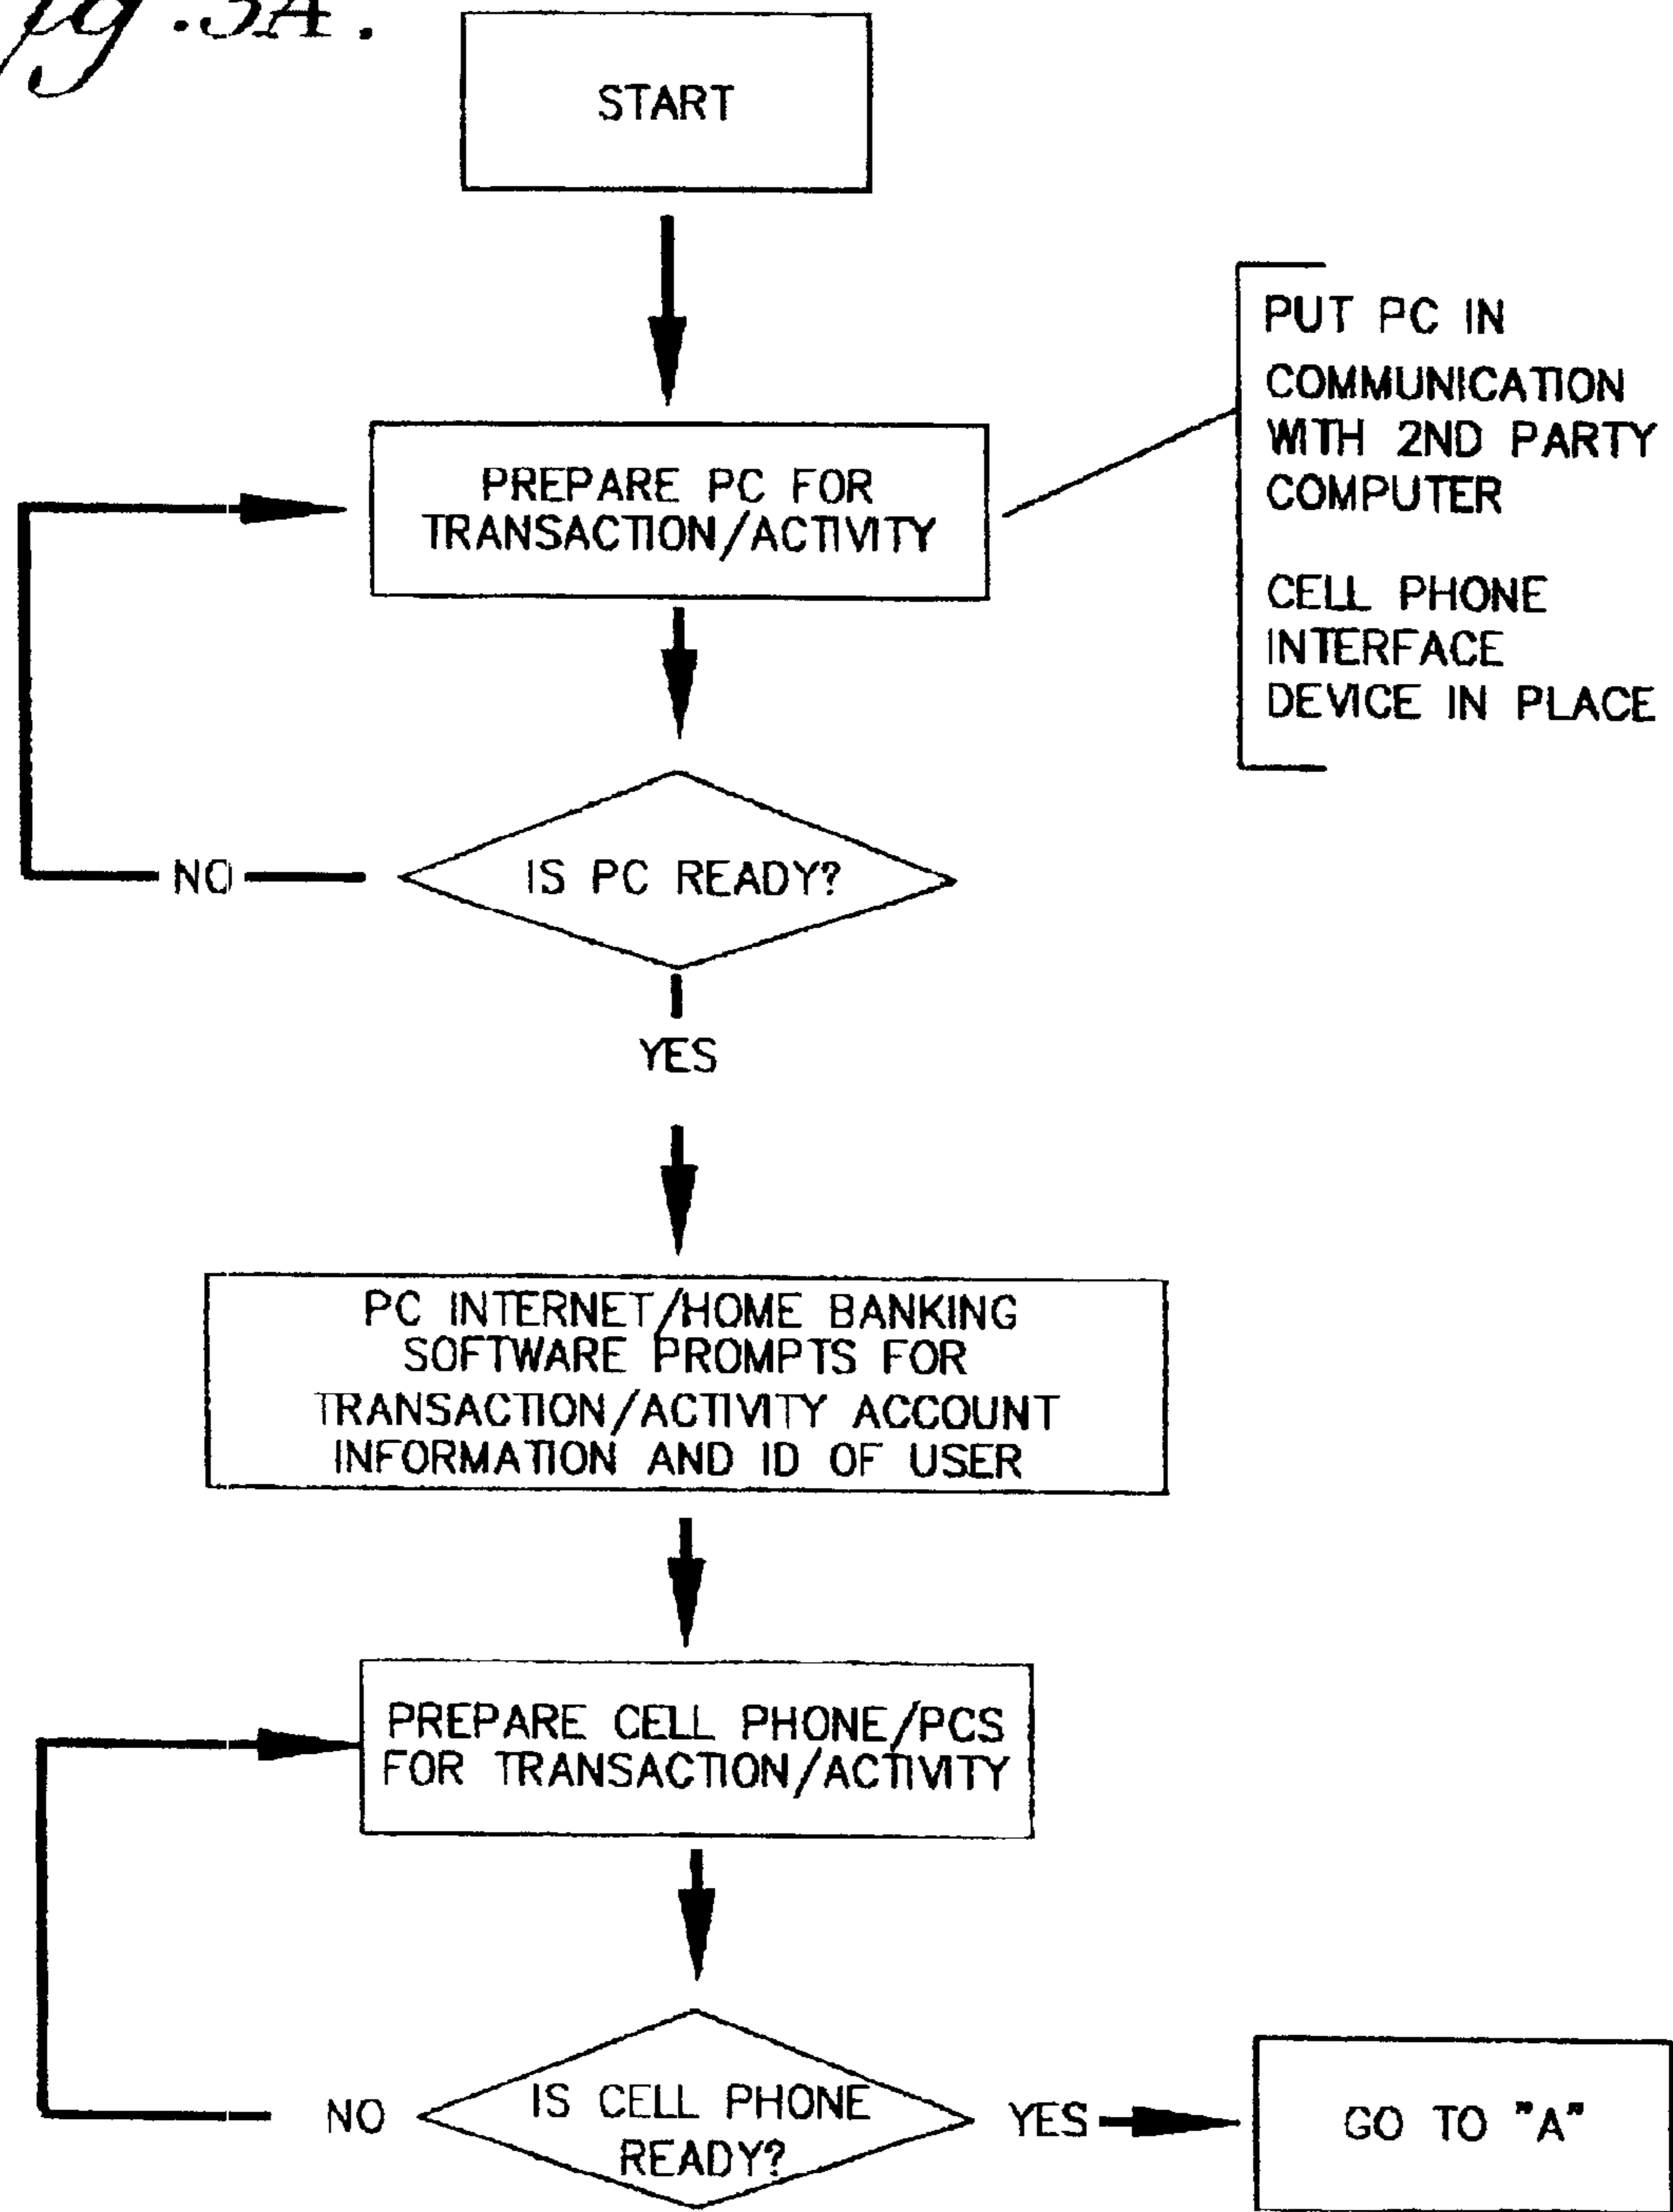 Fig. 3A.
START
PREPARE PC FOR
TRANSACTION/ACTIVITY
PUT PC IN
COMMUNICATION
WITH 2ND PARTY
COMPUTER
CELL PHONE
INTERFACE
DEVICE IN PLACE
IS PC READY?
NO
YES
PC INTERNET/HOME BANKING
SOFTWARE PROMPTS FOR
TRANSACTION/ACTIVITY ACCOUNT
INFORMATION AND ID OF USER
PREPARE CELL PHONE/PCS
FOR TRANSACTION/ACTIVITY
IS CELL PHONE
READY?
NO
YES
GO TO "A"